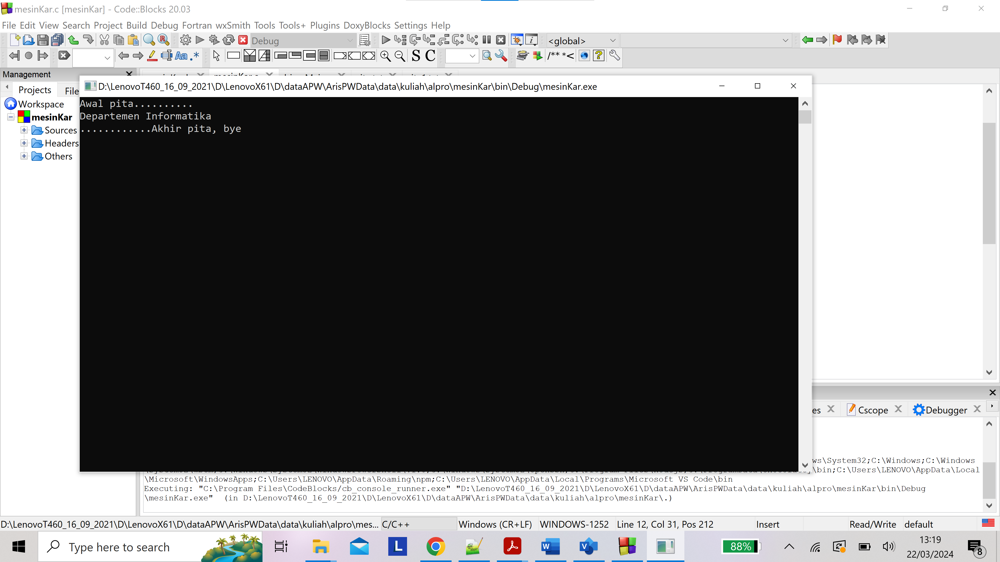 mesinKar.c [mesinKar] - Code::Blocks 20.03
File Edit View Search Project Build Debug Fortran wxSmith Tools Tools+ Plugins DoxyBlocks Settings Help
Debug
<global>
Aa .* S C /** *<
Management
Projects File
D:\LenovoT460_16_09_2021\D\LenovoX61\D\dataAPW\ArisPWData\data\kuliah\alpro\mesinKar\bin\Debug\mesinKar.exe
Workspace
mesinKar
Sources
Headers
Others
Awal pita..........
Departemen Informatika
............Akhir pita, bye
es Cscope Debugger
ws\System32;C:\Windows;C:\Windows
\bin;C:\Users\LENOVO\AppData\Local
\Microsoft\WindowsApps;C:\Users\LENOVO\AppData\Roaming\npm;C:\Users\LENOVO\AppData\Local\Programs\Microsoft VS Code\bin
Executing: "C:\Program Files\CodeBlocks/cb_console_runner.exe" "D:\LenovoT460_16_09_2021\D\LenovoX61\D\dataAPW\ArisPWData\data\kuliah\alpro\mesinKar\bin\Debug
\mesinKar.exe"  (in D:\LenovoT460_16_09_2021\D\LenovoX61\D\dataAPW\ArisPWData\data\kuliah\alpro\mesinKar\.)
D:\LenovoT460_16_09_2021\D\LenovoX61\D\dataAPW\ArisPWData\data\kuliah\alpro\mes... C/C++ Windows (CR+LF) WINDOWS-1252 Line 12, Col 31, Pos 212 Insert Read/Write default
Type here to search
88%
13:19
22/03/2024
8